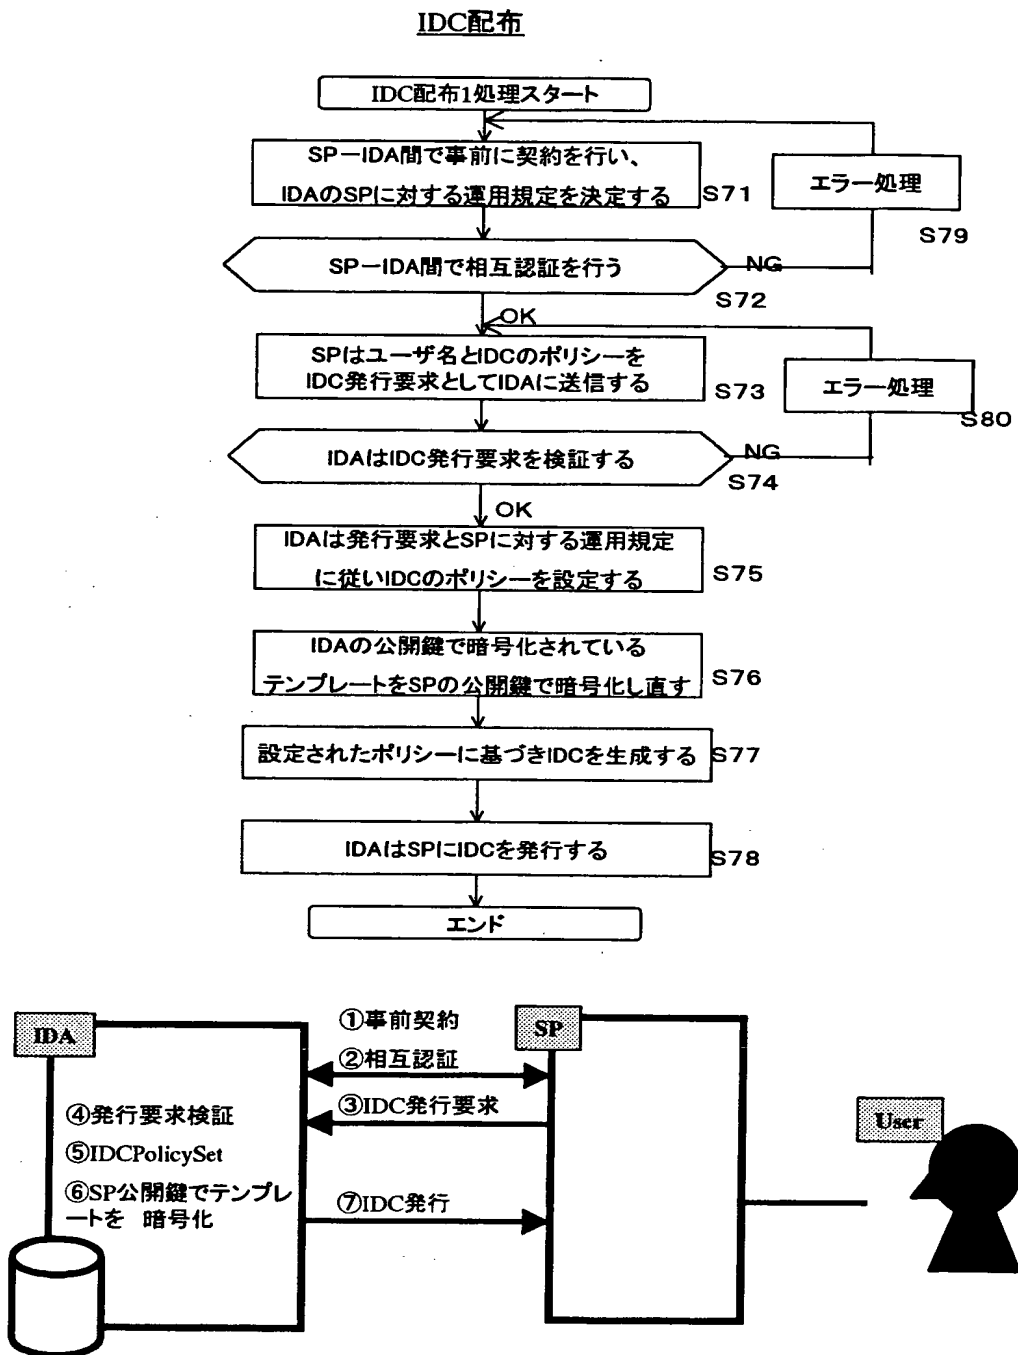 IDC配布
IDC配布1処理スタート
SP－IDA間で事前に契約を行い、
IDAのSPに対する運用規定を決定する
S71
エラー処理
S79
SP－IDA間で相互認証を行う
NG
S72
OK
SPはユーザ名とIDCのポリシーを
IDC発行要求としてIDAに送信する
S73
エラー処理
S80
IDAはIDC発行要求を検証する
NG
S74
OK
IDAは発行要求とSPに対する運用規定
に従いIDCのポリシーを設定する
S75
IDAの公開鍵で暗号化されている
テンプレートをSPの公開鍵で暗号化し直す
S76
設定されたポリシーに基づきIDCを生成する
S77
IDAはSPにIDCを発行する
S78
エンド
IDA
①事前契約
SP
②相互認証
③IDC発行要求
④発行要求検証
User
⑤IDCPolicySet
⑥SP公開鍵でテンプレ
ートを 暗号化
⑦IDC発行